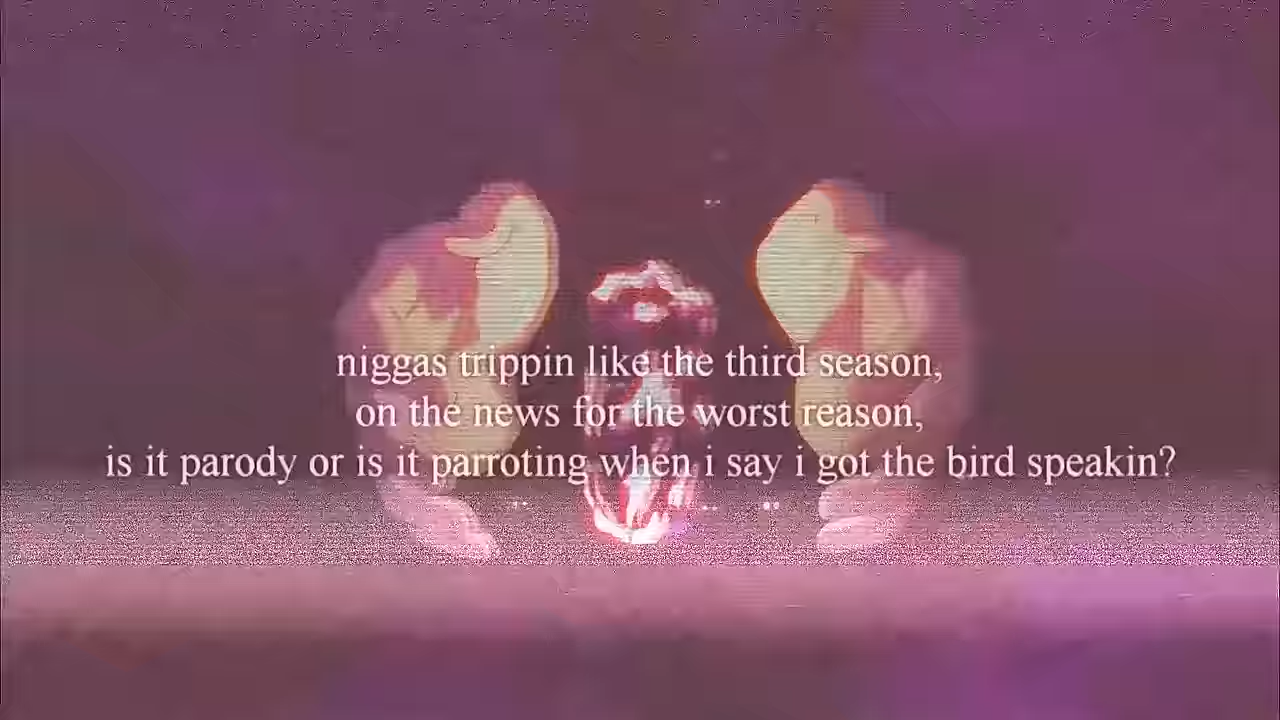 niggas trippin like the third season,
on the news for the worst reason,
is it parody or is it parroting when i say i got the bird speakin?